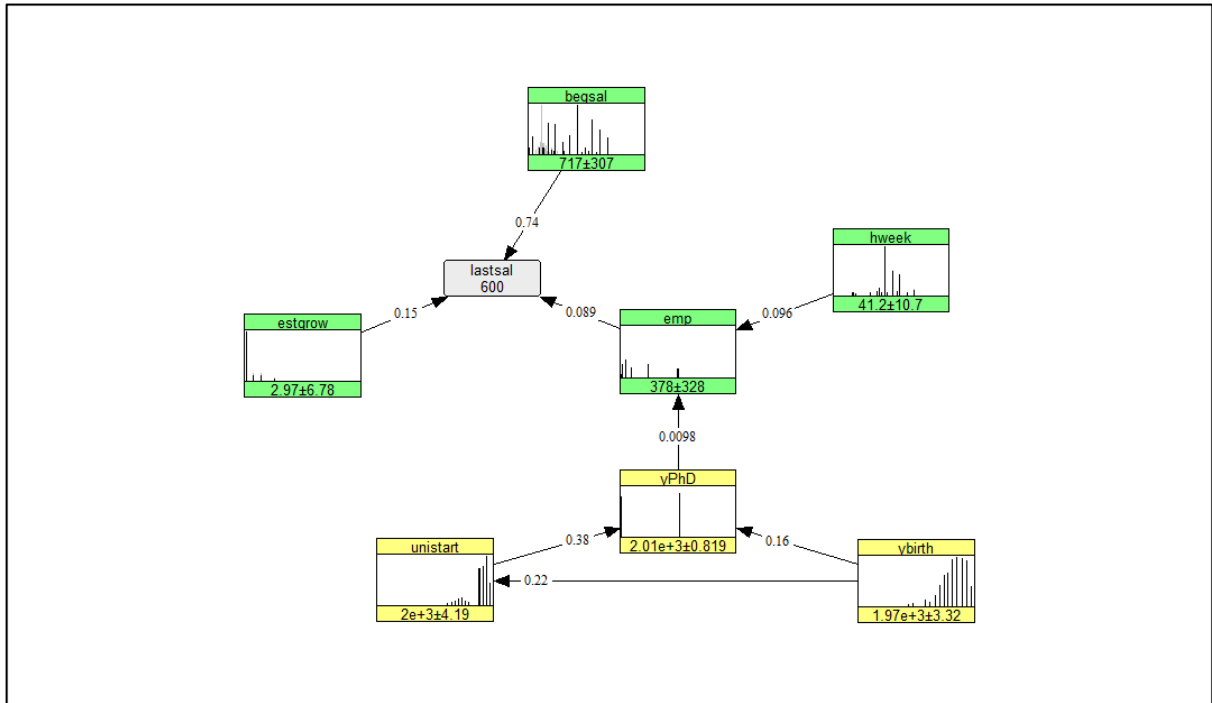 begsal
717±307
0.74
hweek
41.2±10.7
lastsal
600
0.15
0.089
0.096
estgrow
2.97±6.78
emp
378±328
0.0098
yPhD
2.01e+3±0.819
0.38
0.16
unistart
2e+3±4.19
0.22
ybirth
1.97e+3±3.32